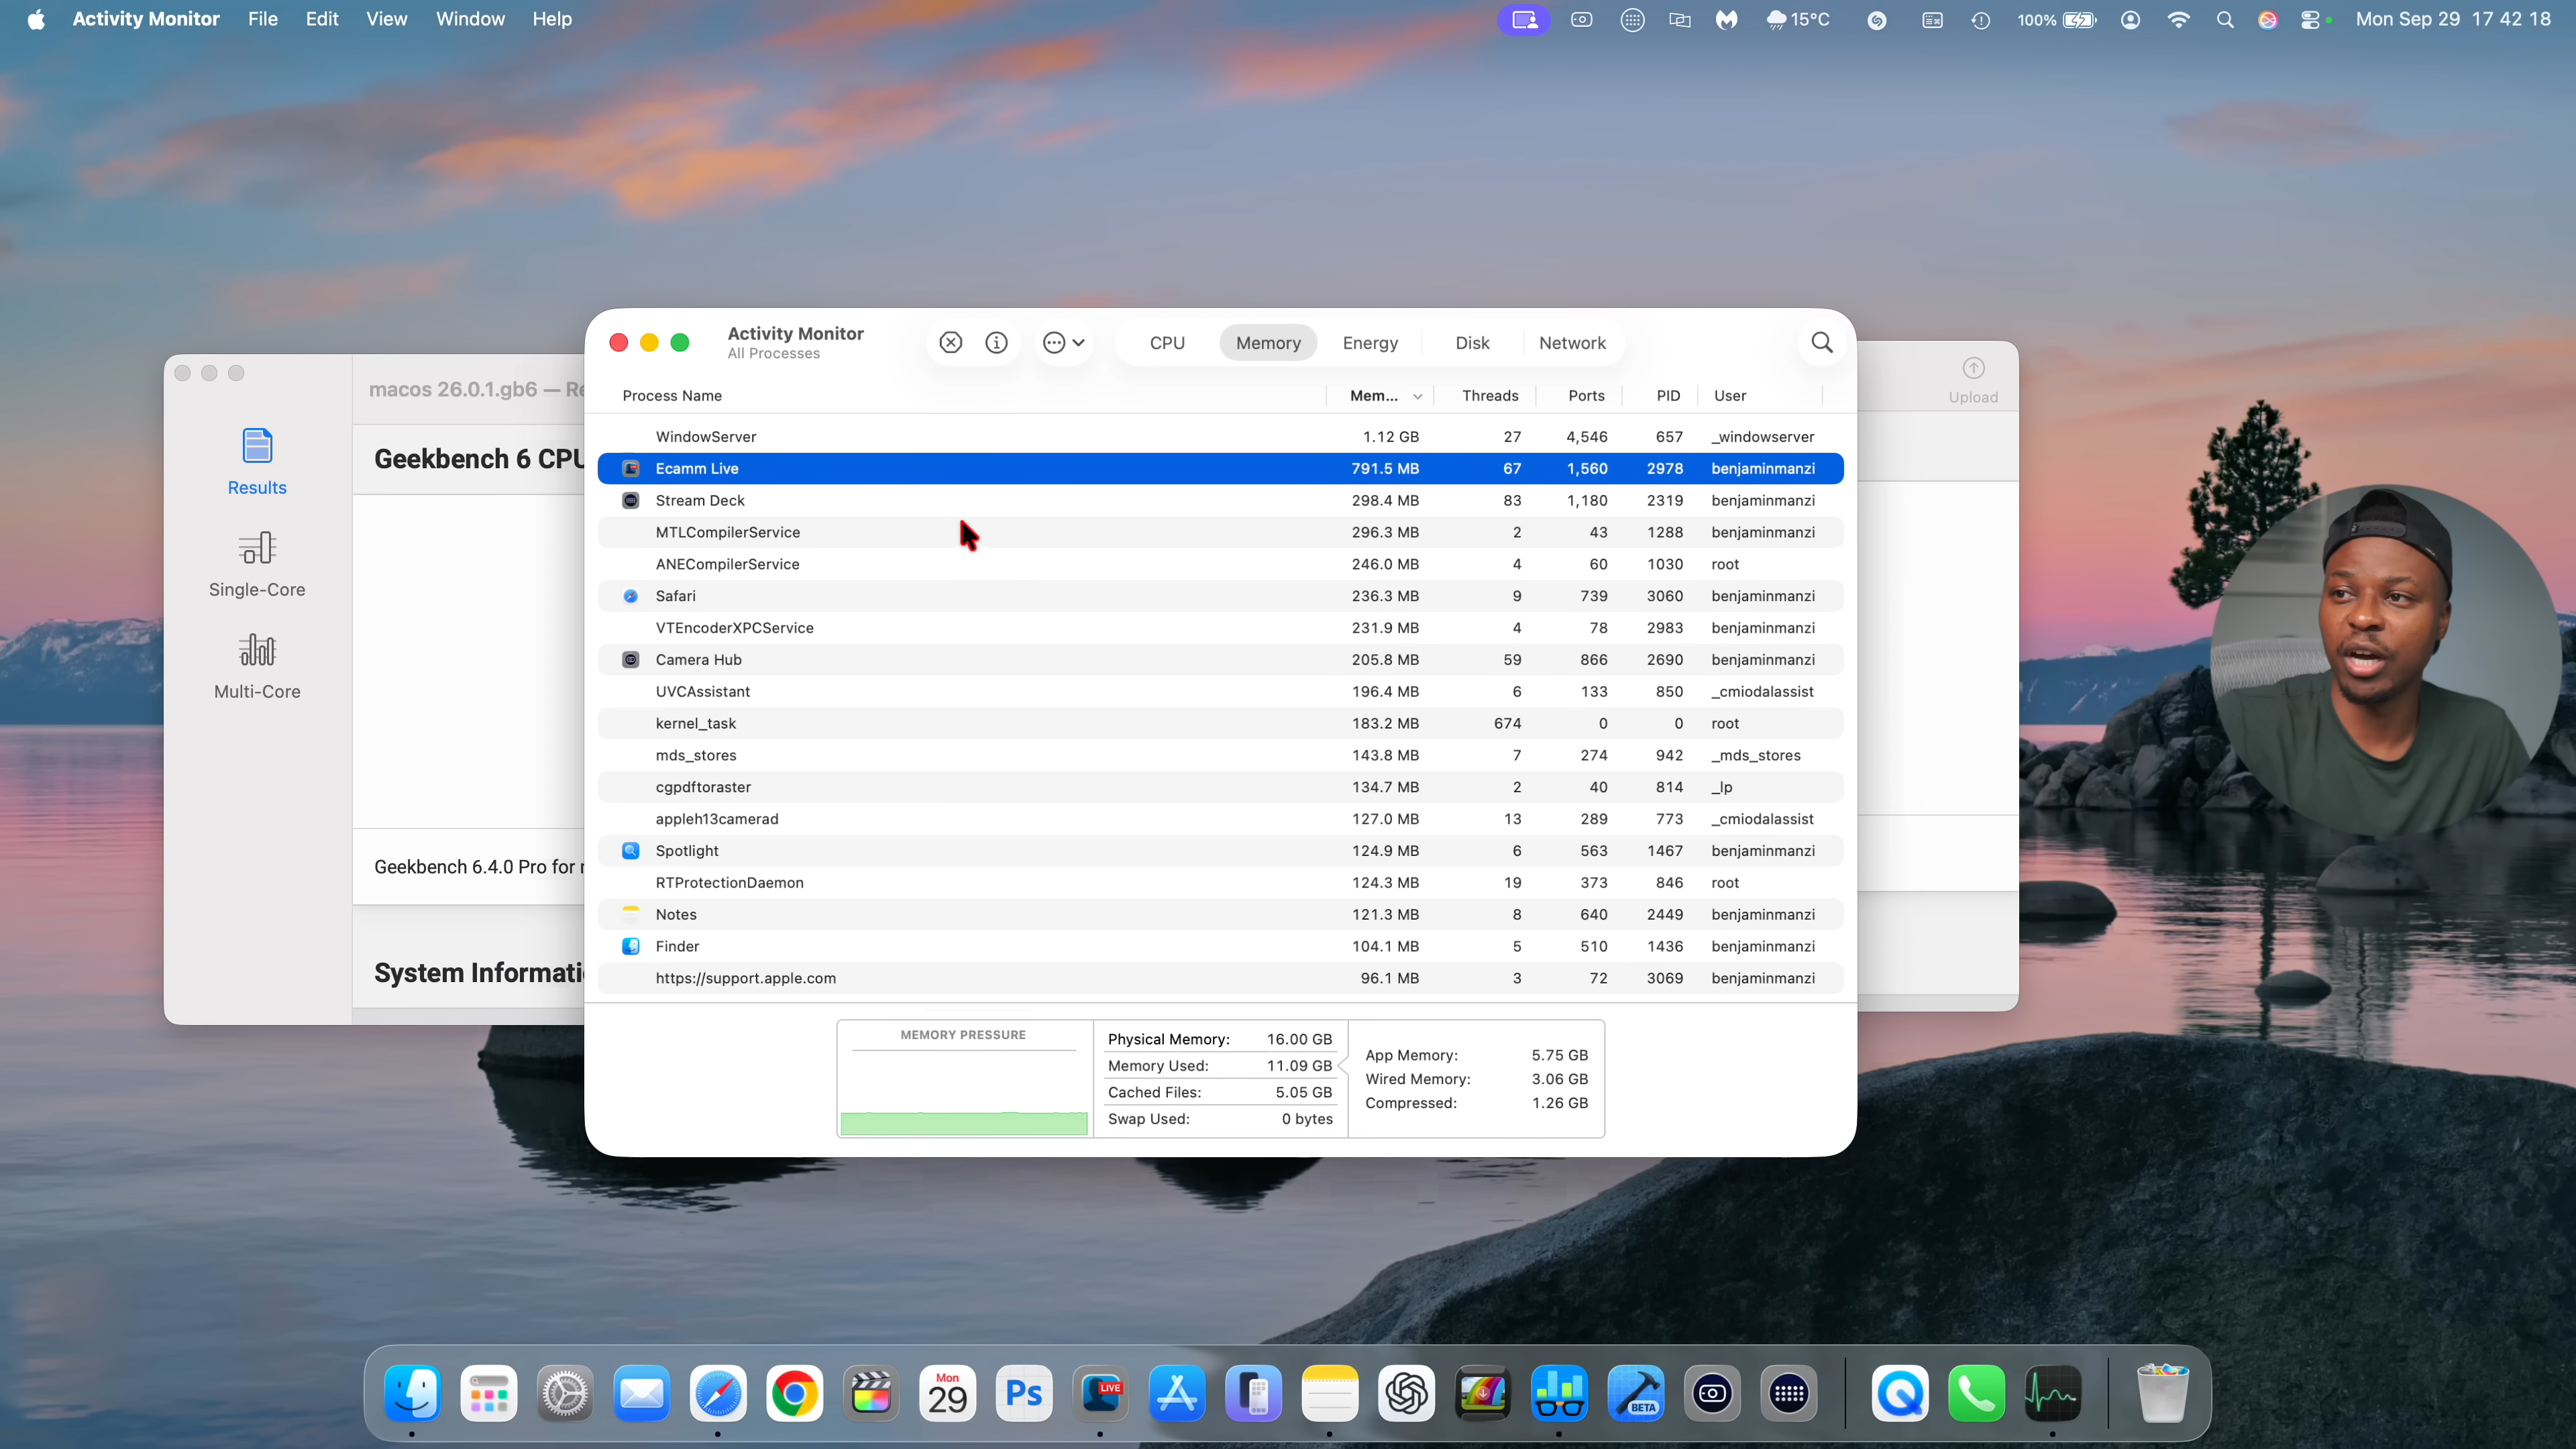 Activity Monitor File Edit View Window Help 15°C 100% Mon Sep 29 17 42 18
Activity Monitor
All Processes
CPU Memory Energy Disk Network
Process Name Mem... Threads Ports PID User
WindowServer 1.12 GB 27 4,546 657 _windowserver
Ecamm Live 791.5 MB 67 1,560 2978 benjaminmanzi
Stream Deck 298.4 MB 83 1,180 2319 benjaminmanzi
MTLCompilerService 296.3 MB 2 43 1288 benjaminmanzi
ANECompilerService 246.0 MB 4 60 1030 root
Safari 236.3 MB 9 739 3060 benjaminmanzi
VTEncoderXPCService 231.9 MB 4 78 2983 benjaminmanzi
Camera Hub 205.8 MB 59 866 2690 benjaminmanzi
UVCAssistant 196.4 MB 6 133 850 _cmiodalassist
kernel_task 183.2 MB 674 0 0 root
mds_stores 143.8 MB 7 274 942 _mds_stores
cgpdftoraster 134.7 MB 2 40 814 _lp
appleh13camerad 127.0 MB 13 289 773 _cmiodalassist
Spotlight 124.9 MB 6 563 1467 benjaminmanzi
RTProtectionDaemon 124.3 MB 19 373 846 root
Notes 121.3 MB 8 640 2449 benjaminmanzi
Finder 104.1 MB 5 510 1436 benjaminmanzi
https://support.apple.com 96.1 MB 3 72 3069 benjaminmanzi
MEMORY PRESSURE
Physical Memory: 16.00 GB
Memory Used: 11.09 GB
Cached Files: 5.05 GB
Swap Used: 0 bytes
App Memory: 5.75 GB
Wired Memory: 3.06 GB
Compressed: 1.26 GB
macos 26.0.1.gb6 — Re
Upload
Results
Single-Core
Multi-Core
Geekbench 6 CPU
Geekbench 6.4.0 Pro for
System Informati
Mon
29
Ps
LIVE
BETA